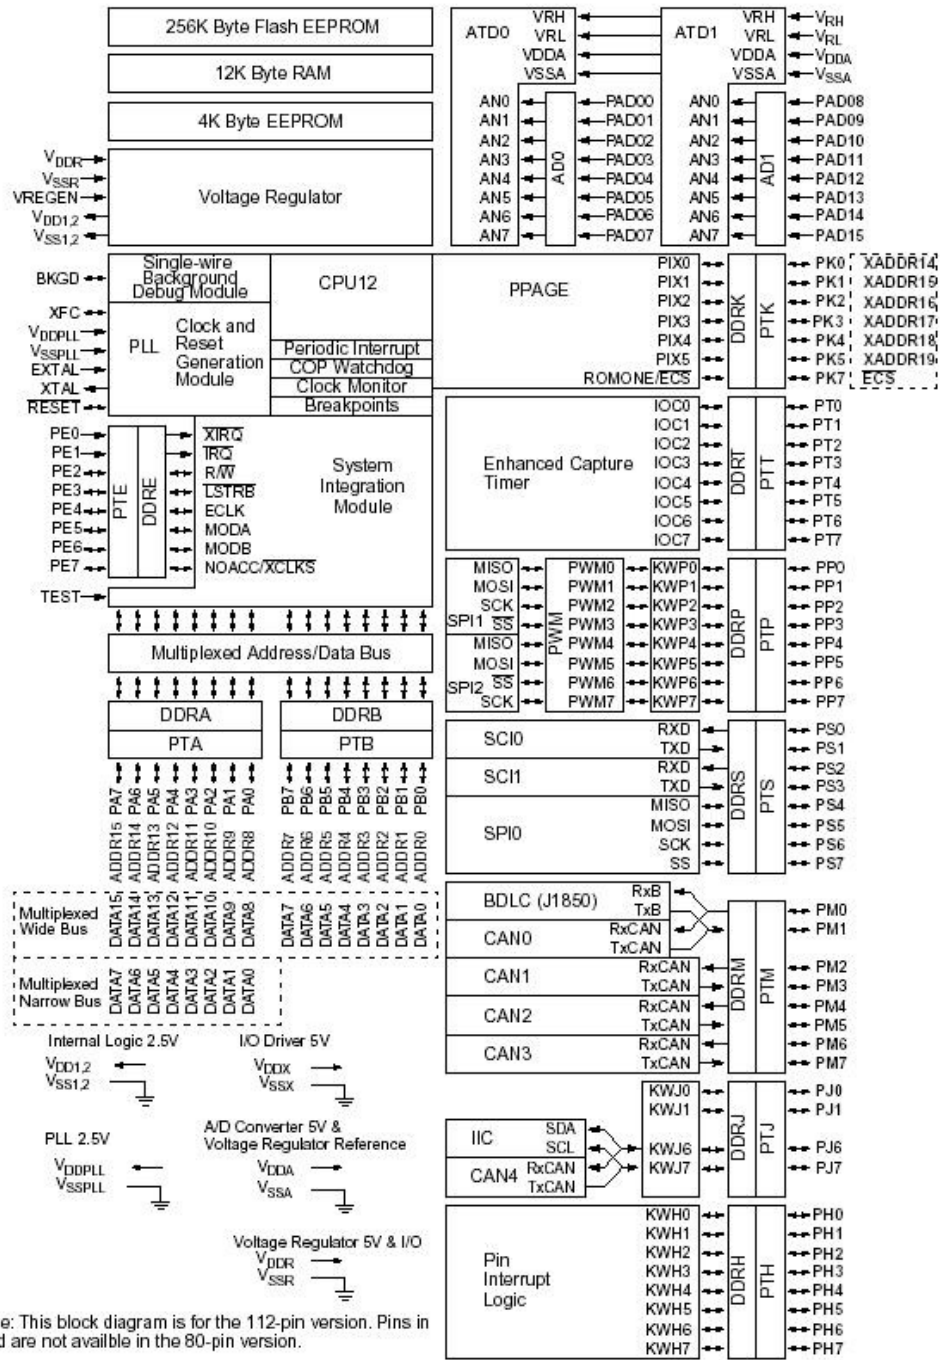 256K Byte Flash EEPROM
12K Byte RAM
4K Byte EEPROM
VDDR
VSSR
VREGEN
VDD1,2
VSS1,2
Voltage Regulator
ATD0
VRH
VRL
VDDA
VSSA
ATD1
VRH
VRL
VDDA
VSSA
VRH
VRL
VDDA
VSSA
AN0
AN1
AN2
AN3
AN4
AN5
AN6
AN7
AD0
PAD00
PAD01
PAD02
PAD03
PAD04
PAD05
PAD06
PAD07
AN0
AN1
AN2
AN3
AN4
AN5
AN6
AN7
AD1
PAD08
PAD09
PAD10
PAD11
PAD12
PAD13
PAD14
PAD15
BKGD
XFC
VDDPLL
VSSPLL
EXTAL
XTAL
RESET
Single-wire
Background
Debug Module
PLL
Clock and
Reset
Generation
Module
CPU12
Periodic Interrupt
COP Watchdog
Clock Monitor
Breakpoints
PPAGE
PIX0
PIX1
PIX2
PIX3
PIX4
PIX5
ROMONE/ECS
DDRK
PTK
PK0 XADDR14
PK1 XADDR15
PK2 XADDR16
PK3 XADDR17
PK4 XADDR18
PK5 XADDR19
PK7 ECS
PE0
PE1
PE2
PE3
PE4
PE5
PE6
PE7
TEST
PTE
DDRE
XIRQ
IRQ
R/W
LSTRB
ECLK
MODA
MODB
NOACC/XCLKS
System
Integration
Module
Enhanced Capture
Timer
IOC0
IOC1
IOC2
IOC3
IOC4
IOC5
IOC6
IOC7
DDRT
PTT
PT0
PT1
PT2
PT3
PT4
PT5
PT6
PT7
MISO
MOSI
SCK
SPI1 SS
MISO
MOSI
SPI2 SS
SCK
PWM
PWM0
PWM1
PWM2
PWM3
PWM4
PWM5
PWM6
PWM7
KWP0
KWP1
KWP2
KWP3
KWP4
KWP5
KWP6
KWP7
DDRP
PTP
PP0
PP1
PP2
PP3
PP4
PP5
PP6
PP7
Multiplexed Address/Data Bus
DDRA
PTA
DDRB
PTB
PA7
PA6
PA5
PA4
PA3
PA2
PA1
PA0
PB7
PB6
PB5
PB4
PB3
PB2
PB1
PB0
ADDR15
ADDR14
ADDR13
ADDR12
ADDR11
ADDR10
ADDR9
ADDR8
ADDR7
ADDR6
ADDR5
ADDR4
ADDR3
ADDR2
ADDR1
ADDR0
Multiplexed
Wide Bus
DATA15
DATA14
DATA13
DATA12
DATA11
DATA10
DATA9
DATA8
DATA7
DATA6
DATA5
DATA4
DATA3
DATA2
DATA1
DATA0
Multiplexed
Narrow Bus
DATA7
DATA6
DATA5
DATA4
DATA3
DATA2
DATA1
DATA0
SCI0
RXD
TXD
SCI1
RXD
TXD
SPI0
MISO
MOSI
SCK
SS
DDRS
PTS
PS0
PS1
PS2
PS3
PS4
PS5
PS6
PS7
BDLC (J1850)
RxB
TxB
CAN0
RxCAN
TxCAN
CAN1
RxCAN
TxCAN
CAN2
RxCAN
TxCAN
CAN3
RxCAN
TxCAN
DDRM
PTM
PM0
PM1
PM2
PM3
PM4
PM5
PM6
PM7
Internal Logic 2.5V
VDD1,2
VSS1,2
I/O Driver 5V
VDDX
VSSX
PLL 2.5V
VDDPLL
VSSPLL
A/D Converter 5V &
Voltage Regulator Reference
VDDA
VSSA
Voltage Regulator 5V & I/O
VDDR
VSSR
IIC
SDA
SCL
CAN4
RxCAN
TxCAN
KWJ0
KWJ1
KWJ6
KWJ7
DDRJ
PTJ
PJ0
PJ1
PJ6
PJ7
Pin
Interrupt
Logic
KWH0
KWH1
KWH2
KWH3
KWH4
KWH5
KWH6
KWH7
DDRH
PTH
PH0
PH1
PH2
PH3
PH4
PH5
PH6
PH7
e: This block diagram is for the 112-pin version. Pins in
d are not availble in the 80-pin version.